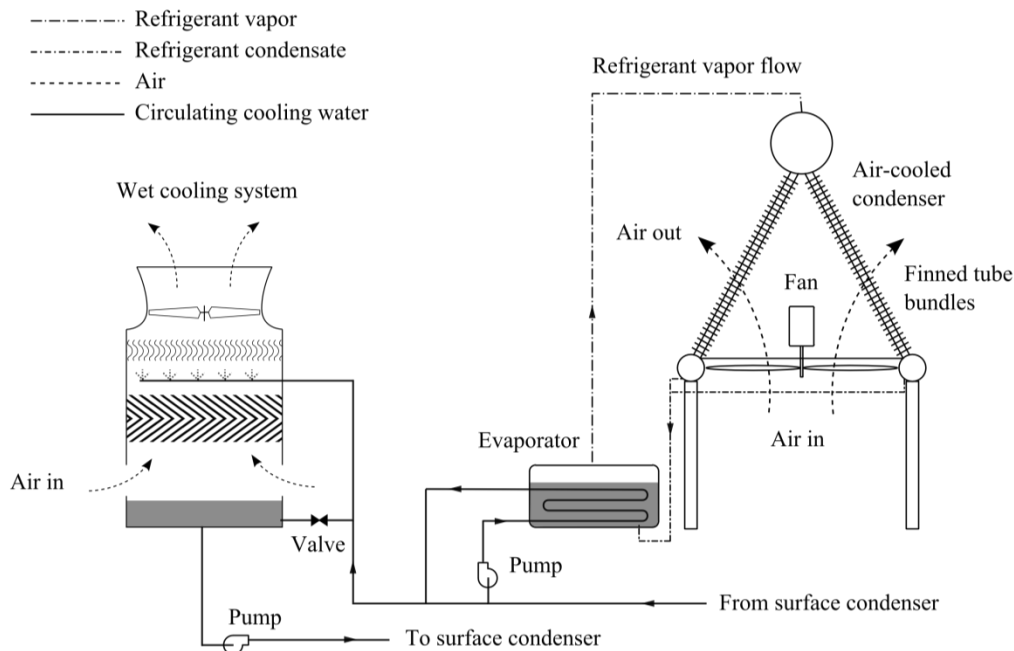 Refrigerant vapor
Refrigerant condensate
Air
Circulating cooling water
Refrigerant vapor flow
Wet cooling system
Air-cooled
condenser
Air out
Fan
Finned tube
bundles
Evaporator
Air in
Air in
Valve
Pump
From surface condenser
Pump
To surface condenser